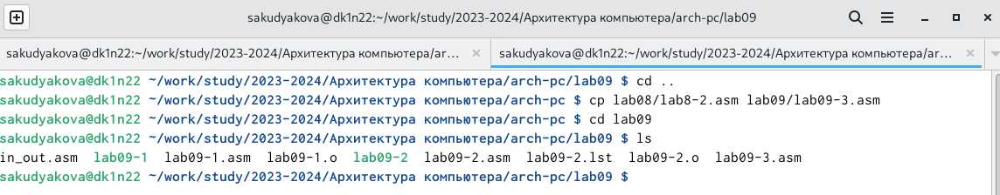 sakudyakova@dk1n22:~/work/study/2023-2024/Архитектура компьютера/arch-pc/lab09
sakudyakova@dk1n22:~/work/study/2023-2024/Архитектура компьютера/ar... × sakudyakova@dk1n22:~/work/study/2023-2024/Архитектура компьютера/ar... ×
sakudyakova@dk1n22 ~/work/study/2023-2024/Архитектура компьютера/arch-pc/lab09 $ cd ..
sakudyakova@dk1n22 ~/work/study/2023-2024/Архитектура компьютера/arch-pc $ cp lab08/lab8-2.asm lab09/lab09-3.asm
sakudyakova@dk1n22 ~/work/study/2023-2024/Архитектура компьютера/arch-pc $ cd lab09
sakudyakova@dk1n22 ~/work/study/2023-2024/Архитектура компьютера/arch-pc/lab09 $ ls
in_out.asm lab09-1 lab09-1.asm lab09-1.o lab09-2 lab09-2.asm lab09-2.lst lab09-2.o lab09-3.asm
sakudyakova@dk1n22 ~/work/study/2023-2024/Архитектура компьютера/arch-pc/lab09 $